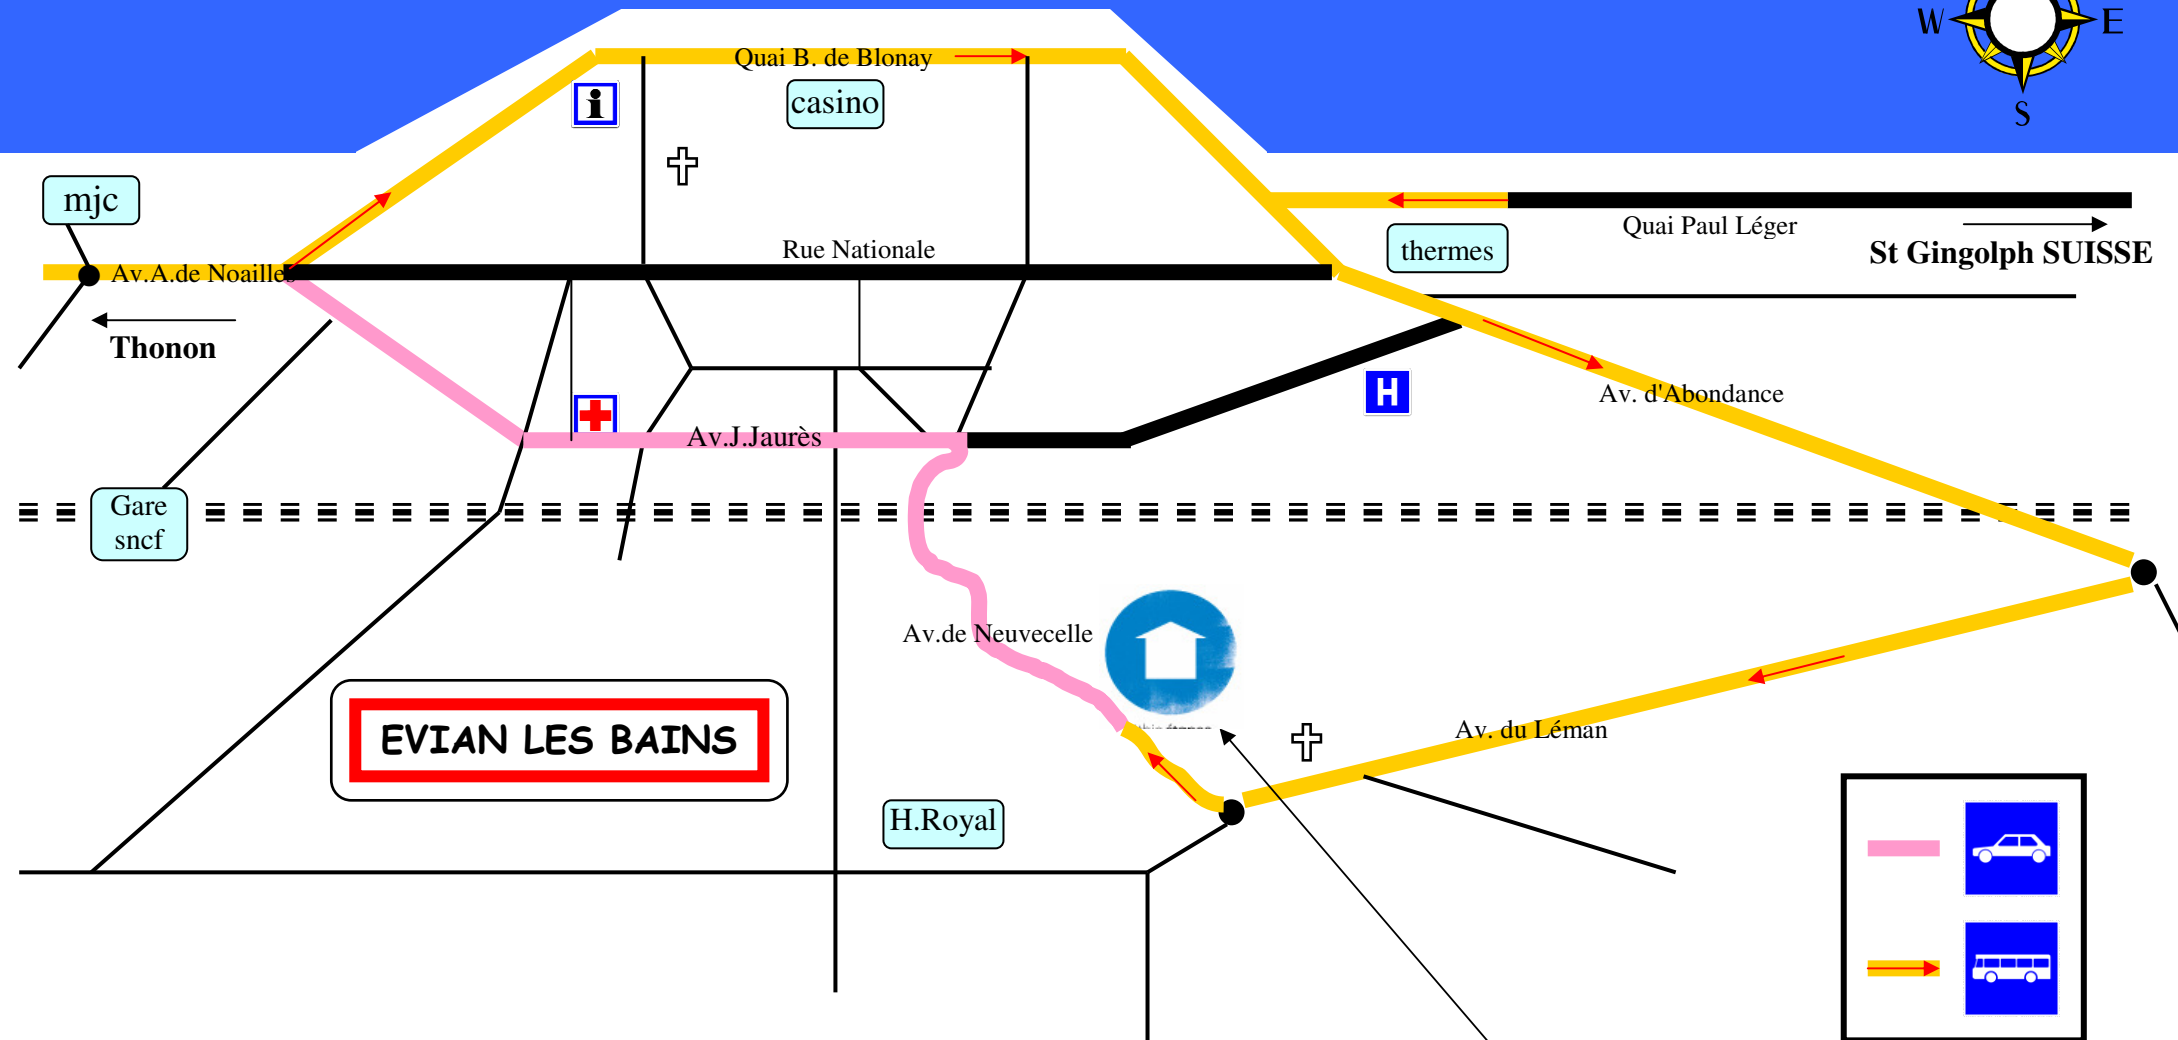 W
E
S
Quai B. de Blonay
casino
mjc
Av.A.de Noailles
Rue Nationale
thermes
Quai Paul Léger
St Gingolph SUISSE
Thonon
H
Av. d'Abondance
Av.J.Jaurès
Gare
sncf
Av.de Neuvecelle
EVIAN LES BAINS
Av. du Léman
H.Royal